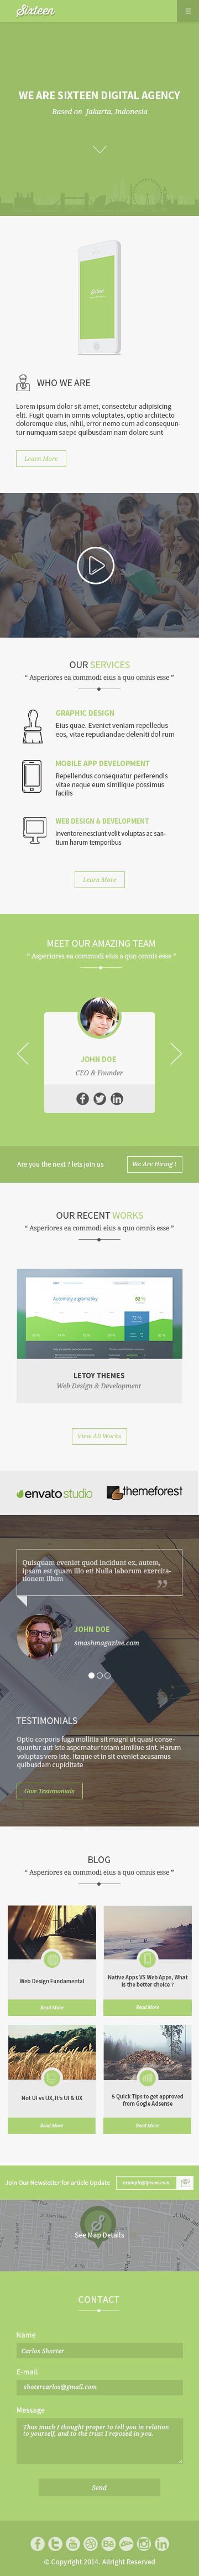 Sixteen
WE ARE SIXTEEN DIGITAL AGENCY
Based on Jakarta, Indonesia
Sixteen
WHO WE ARE
Lorem ipsum dolor sit amet, consectetur adipisicing
elit. Fugit quam in omnis voluptates, optio architecto
doloremque eius, nihil, error nemo cum ad consequun-
tur numquam saepe quibusdam nam dolore sunt
Learn More
OUR SERVICES
" Asperiores ea commodi eius a quo omnis esse "
GRAPHIC DESIGN
Eius quae. Eveniet veniam repelledus
eos, vitae repudiandae deleniti dol rum
MOBILE APP DEVELOPMENT
Repellendus consequatur perferendis
vitae neque eum similique possimus
facilis
WEB DESIGN & DEVELOPMENT
inventore nesciunt velit voluptas ac san-
tium harum temporibus
Learn More
MEET OUR AMAZING TEAM
" Asperiores ea commodi eius a quo omnis esse "
JOHN DOE
CEO & Founder
Are you the next ? lets join us
We Are Hiring !
OUR RECENT WORKS
" Asperiores ea commodi eius a quo omnis esse "
Automaty a gramatiky
82 %
72 %
LETOY THEMES
Web Design & Development
View All Works
envato studio
themeforest
Quisquam eveniet quod incidunt ex, autem,
ipsam est quam illo et! Nulla laborum exercita-
tionem illum
JOHN DOE
smashmagazine.com
TESTIMONIALS
Optio corporis fuga mollitia sit magni ut quasi conse-
quuntur aut iste aspernatur totam similique sint. Harum
voluptas vero iste. Itaque et in sit eveniet acusamus
quibusdam cupiditate
Give Testimonials
BLOG
" Asperiores ea commodi eius a quo omnis esse "
Web Design Fundamental
Read More
Native Apps VS Web Apps, What
is the better choice ?
Read More
Not UI vs UX, It's UI & UX
Read More
5 Quick Tips to get approved
from Gogle Adsense
Read More
Join Our Newsletter for article Update
example@ipsum.com
See Map Details
CONTACT
Name
Carlos Shorter
E-mail
shotercarlos@gmail.com
Message
Thus much I thought proper to tell you in relation
to yourself, and to the trust I reposed in you.
Send
© Copyright 2014. Allright Reserved